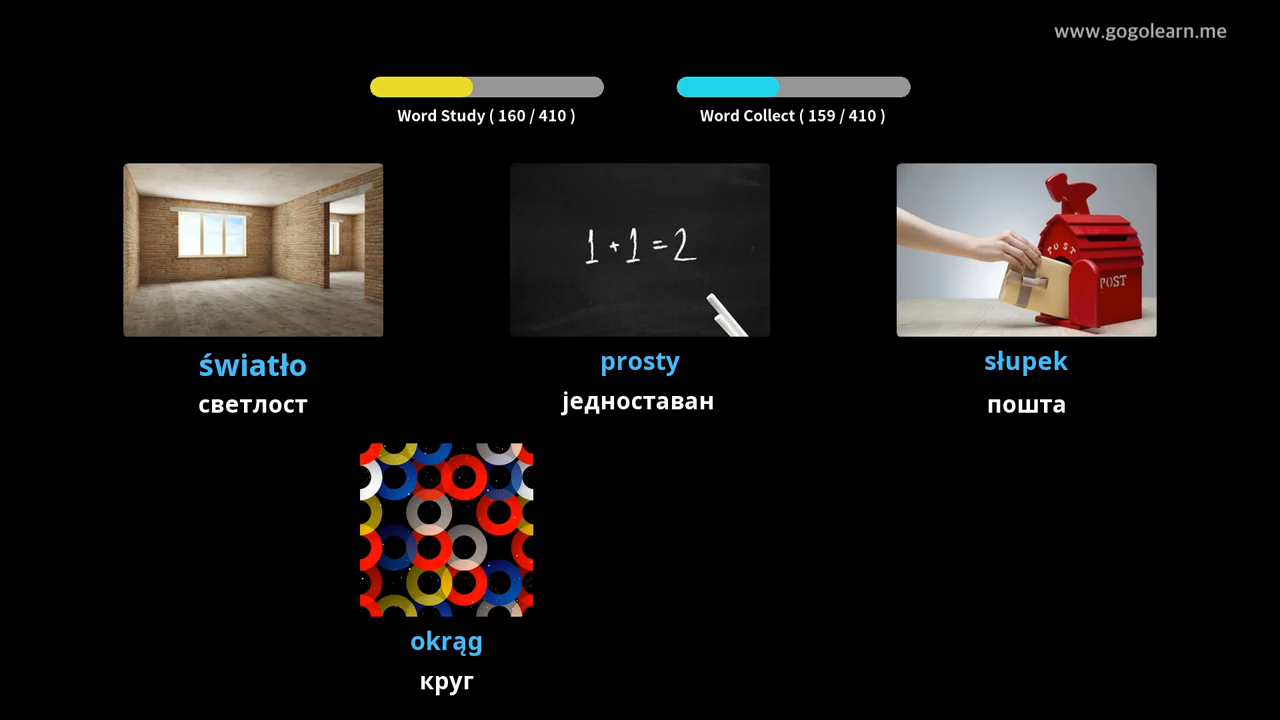 www.gogolearn.me
Word Study ( 160 / 410 )
Word Collect ( 159 / 410 )
1 + 1 = 2
POST
POST
światło
светлост
prosty
једноставан
słupek
пошта
okrąg
круг